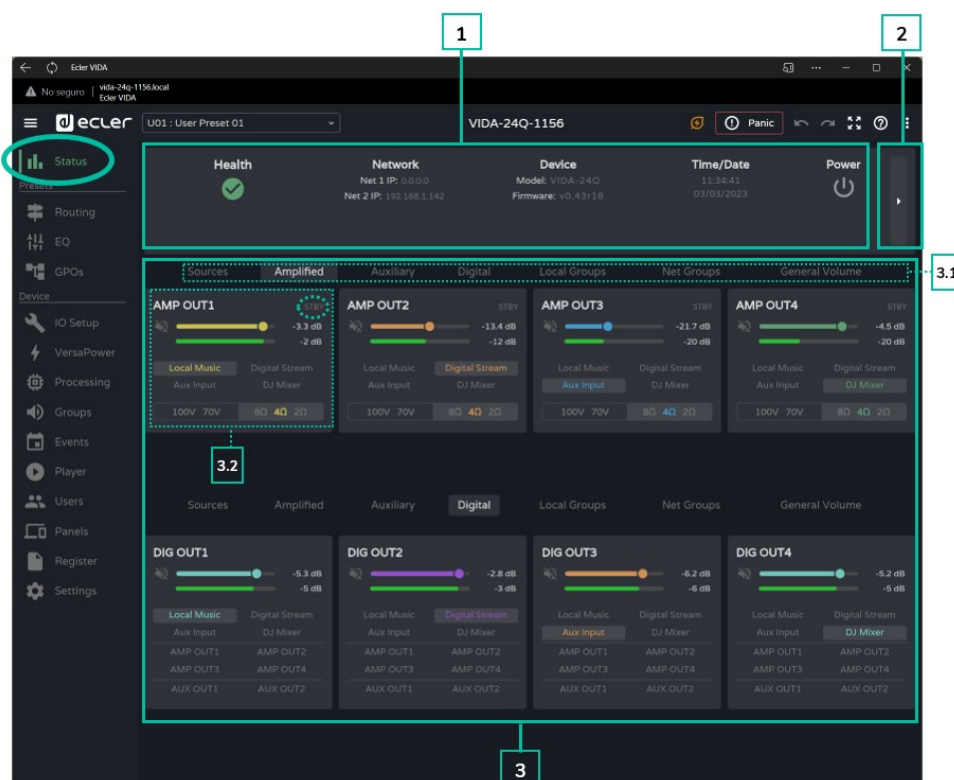 1
2
Ecler VIDA
No seguro
vida-24q-1156.local
Ecler VIDA
ecler
U01 : User Preset 01
VIDA-24Q-1156
Panic
Status
Presets
Routing
EQ
GPOs
Device
IO Setup
VersaPower
Processing
Groups
Events
Player
Users
Panels
Register
Settings
Health
Network
Net 1 IP: 0.0.0.0
Net 2 IP: 192.168.1.142
Device
Model: VIDA-24Q
Firmware: v0.43r18
Time/Date
11:34:41
03/03/2023
Power
Sources Amplified Auxiliary Digital Local Groups Net Groups General Volume
3.1
AMP OUT1 STBY
-3.3 dB
-2 dB
Local Music Digital Stream
Aux Input DJ Mixer
100V 70V 8Ω 4Ω 2Ω
AMP OUT2 STBY
-13.4 dB
-12 dB
Local Music Digital Stream
Aux Input DJ Mixer
100V 70V 8Ω 4Ω 2Ω
AMP OUT3 STBY
-21.7 dB
-20 dB
Local Music Digital Stream
Aux Input DJ Mixer
100V 70V 8Ω 4Ω 2Ω
AMP OUT4 STBY
-4.5 dB
-20 dB
Local Music Digital Stream
Aux Input DJ Mixer
100V 70V 8Ω 4Ω 2Ω
3.2
Sources Amplified Auxiliary Digital Local Groups Net Groups General Volume
DIG OUT1
-5.3 dB
-5 dB
Local Music Digital Stream
Aux Input DJ Mixer
AMP OUT1 AMP OUT2
AMP OUT3 AMP OUT4
AUX OUT1 AUX OUT2
DIG OUT2
-2.8 dB
-3 dB
Local Music Digital Stream
Aux Input DJ Mixer
AMP OUT1 AMP OUT2
AMP OUT3 AMP OUT4
AUX OUT1 AUX OUT2
DIG OUT3
-6.2 dB
-6 dB
Local Music Digital Stream
Aux Input DJ Mixer
AMP OUT1 AMP OUT2
AMP OUT3 AMP OUT4
AUX OUT1 AUX OUT2
DIG OUT4
-5.2 dB
-5 dB
Local Music Digital Stream
Aux Input DJ Mixer
AMP OUT1 AMP OUT2
AMP OUT3 AMP OUT4
AUX OUT1 AUX OUT2
3